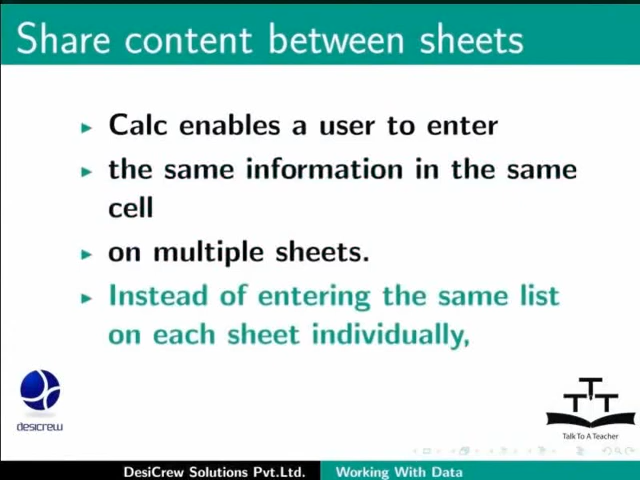 Share content between sheets
Calc enables a user to enter
the same information in the same
cell
on multiple sheets.
Instead of entering the same list
on each sheet individually,
desicrew
TTT
Talk To A Teacher
DesiCrew Solutions Pvt.Ltd. Working With Data